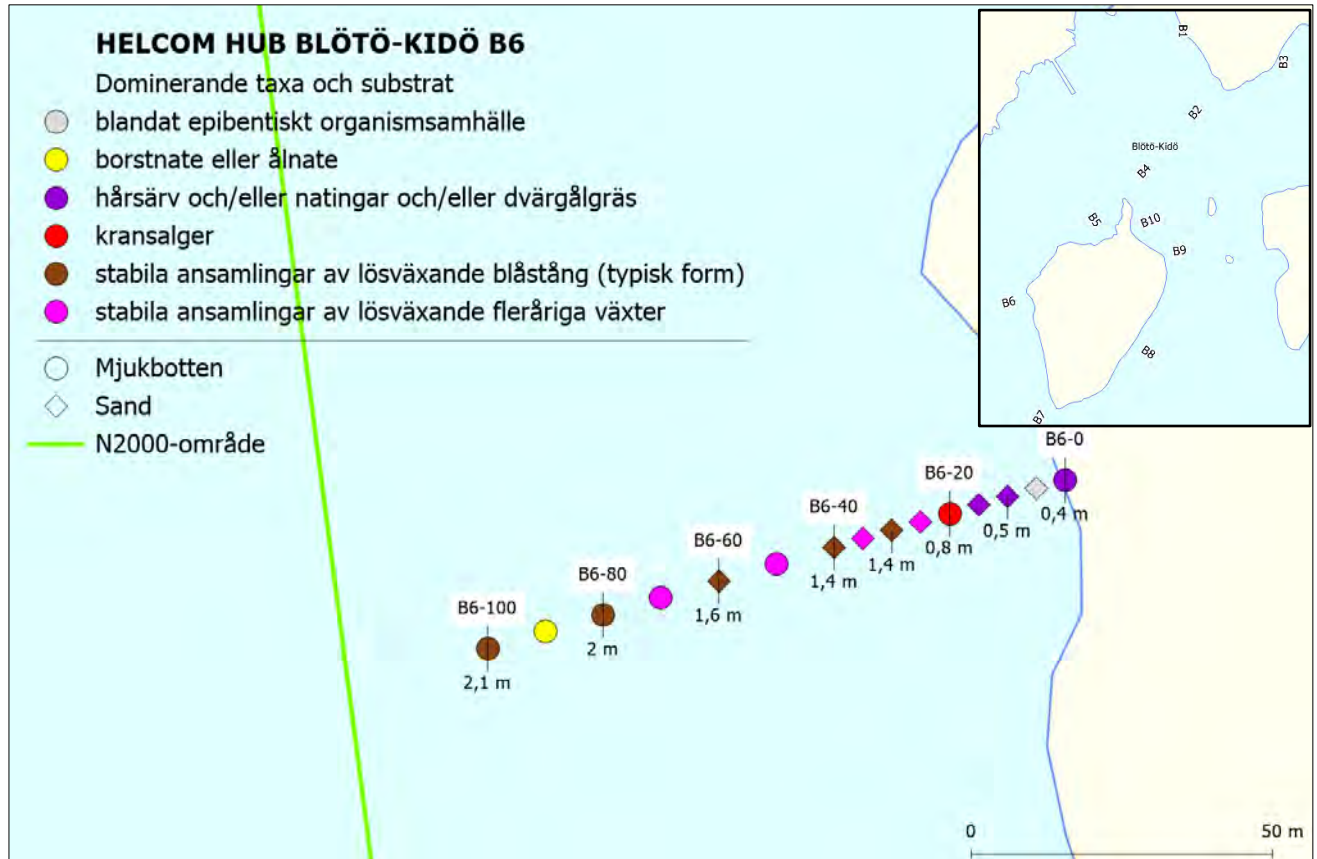 HELCOM HUB BLÖTÖ-KIDÖ B6
Dominerande taxa och substrat
blandat epibentiskt organismsamhälle
borstnate eller ålnate
hårsärv och/eller natingar och/eller dvärgålgräs
kransalger
stabila ansamlingar av lösväxande blåstång (typisk form)
stabila ansamlingar av lösväxande fleråriga växter
Mjukbotten
Sand
N2000-område
B1
B3
B2
Blötö-Kidö
B4
B5
B10
B9
B6
B8
B7
B6-0
B6-20
B6-40
B6-60
B6-80
B6-100
0,4 m
0,5 m
0,8 m
1,4 m
1,4 m
1,6 m
2 m
2,1 m
0
50 m